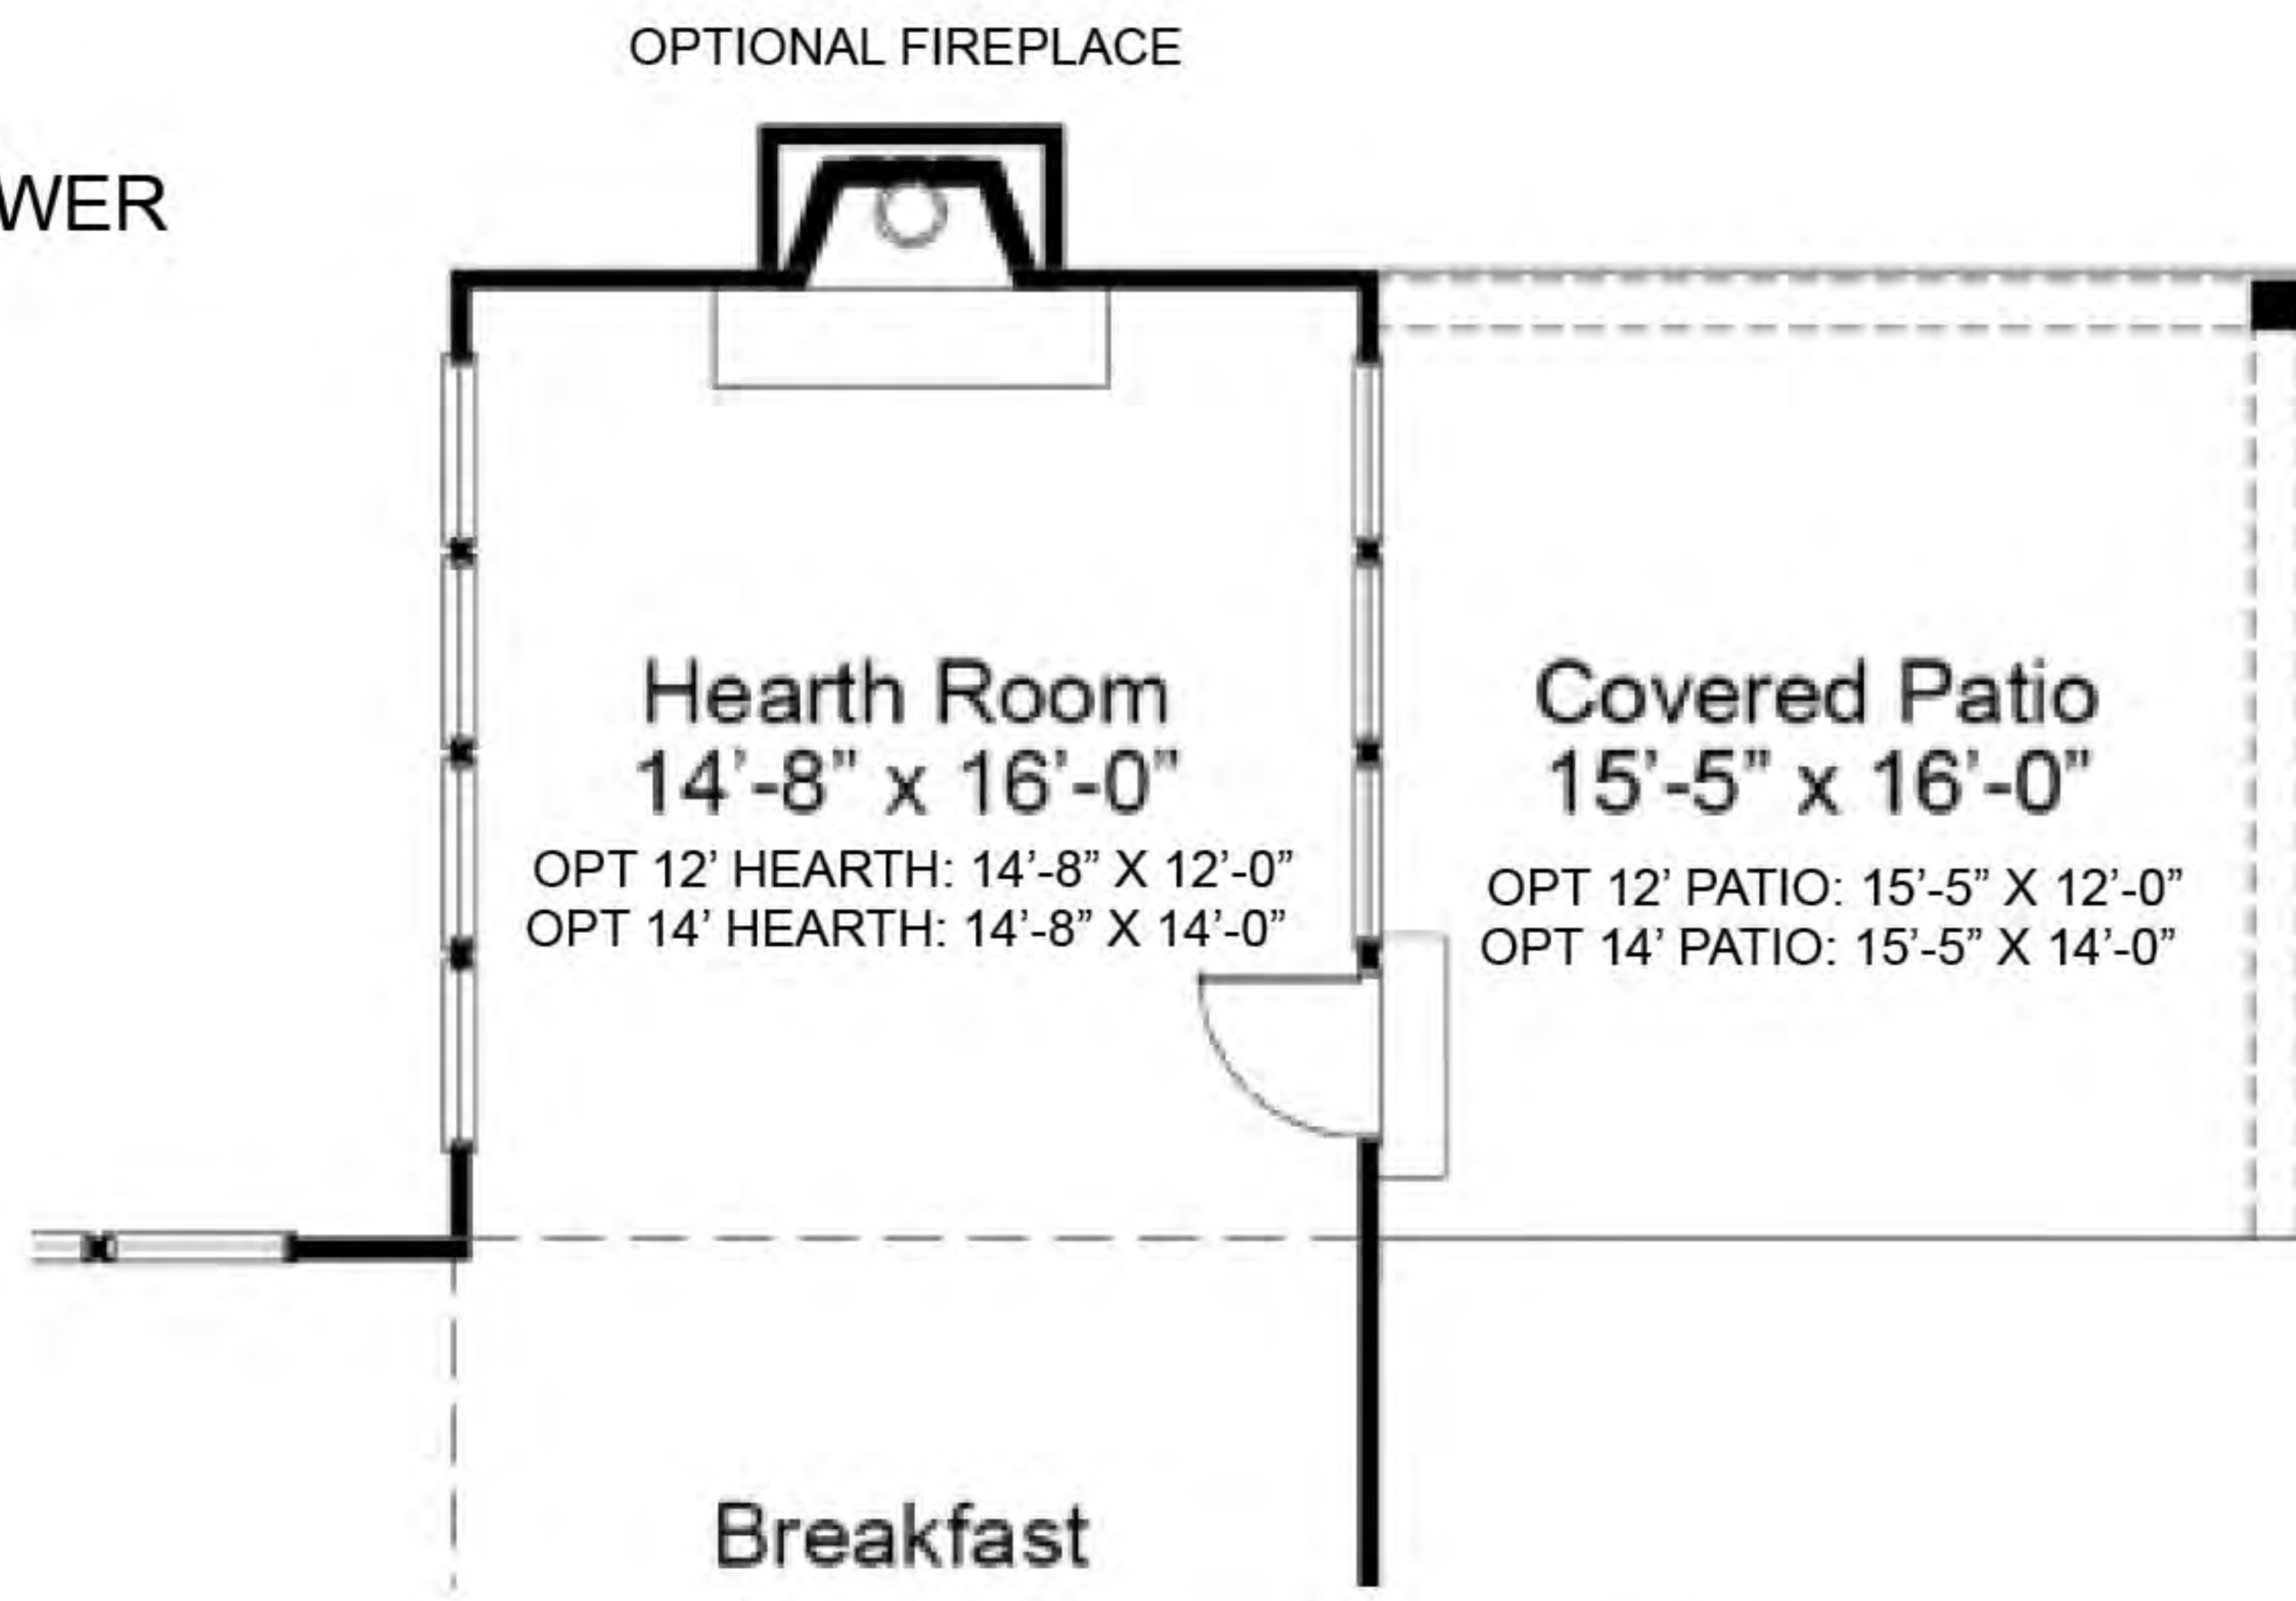 OPTIONAL FIREPLACE
WER
Hearth Room
14’-8” x 16’-0”
OPT 12’ HEARTH: 14’-8” X 12’-0”
OPT 14’ HEARTH: 14’-8” X 14’-0”
Covered Patio
15’-5” x 16’-0”
OPT 12’ PATIO: 15’-5” X 12’-0”
OPT 14’ PATIO: 15’-5” X 14’-0”
Breakfast